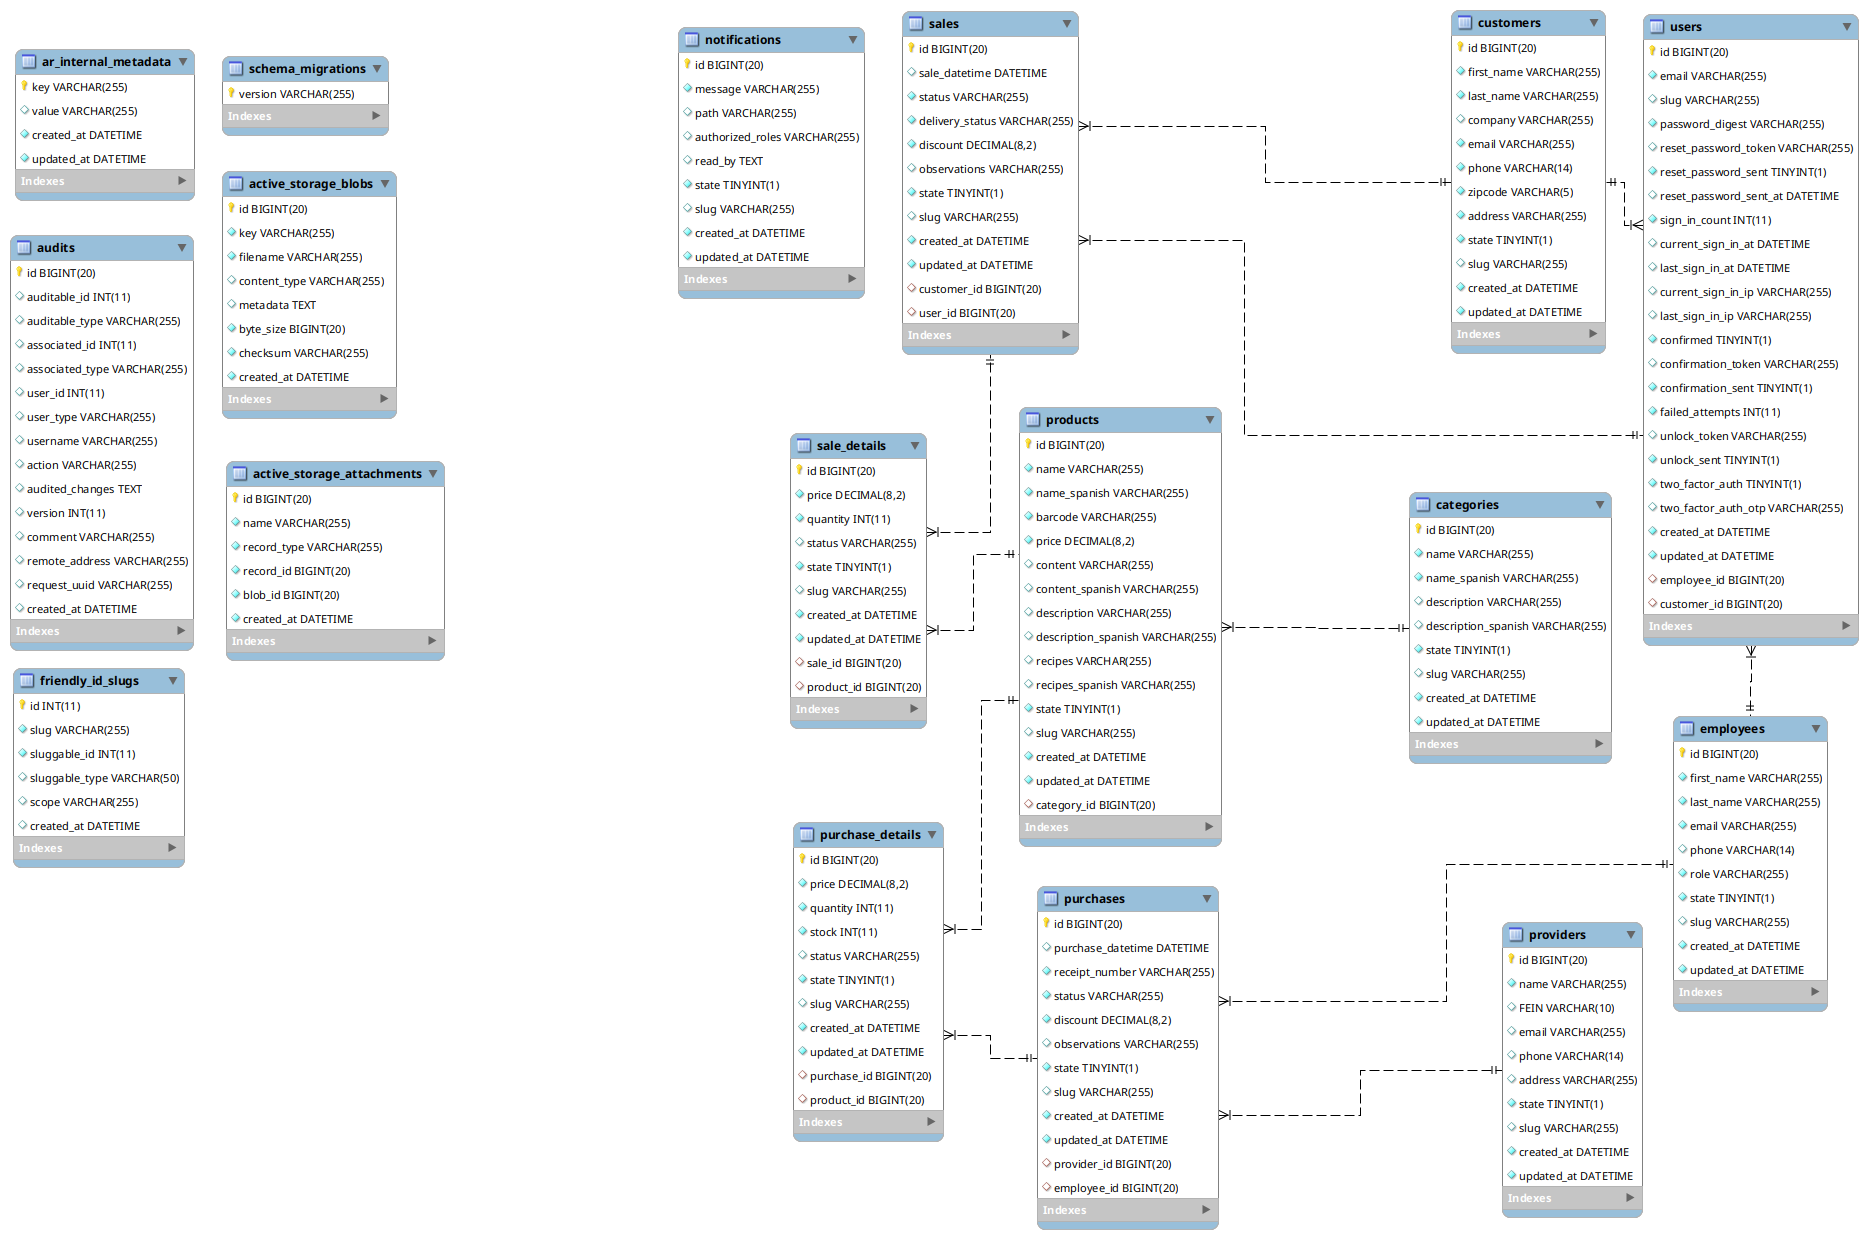 ar_internal_metadata
key VARCHAR(255)
value VARCHAR(255)
created_at DATETIME
updated_at DATETIME
Indexes
schema_migrations
version VARCHAR(255)
Indexes
audits
id BIGINT(20)
auditable_id INT(11)
auditable_type VARCHAR(255)
associated_id INT(11)
associated_type VARCHAR(255)
user_id INT(11)
user_type VARCHAR(255)
username VARCHAR(255)
action VARCHAR(255)
audited_changes TEXT
version INT(11)
comment VARCHAR(255)
remote_address VARCHAR(255)
request_uuid VARCHAR(255)
created_at DATETIME
Indexes
active_storage_blobs
id BIGINT(20)
key VARCHAR(255)
filename VARCHAR(255)
content_type VARCHAR(255)
metadata TEXT
byte_size BIGINT(20)
checksum VARCHAR(255)
created_at DATETIME
Indexes
active_storage_attachments
id BIGINT(20)
name VARCHAR(255)
record_type VARCHAR(255)
record_id BIGINT(20)
blob_id BIGINT(20)
created_at DATETIME
Indexes
friendly_id_slugs
id INT(11)
slug VARCHAR(255)
sluggable_id INT(11)
sluggable_type VARCHAR(50)
scope VARCHAR(255)
created_at DATETIME
Indexes
notifications
id BIGINT(20)
message VARCHAR(255)
path VARCHAR(255)
authorized_roles VARCHAR(255)
read_by TEXT
state TINYINT(1)
slug VARCHAR(255)
created_at DATETIME
updated_at DATETIME
Indexes
sales
id BIGINT(20)
sale_datetime DATETIME
status VARCHAR(255)
delivery_status VARCHAR(255)
discount DECIMAL(8,2)
observations VARCHAR(255)
state TINYINT(1)
slug VARCHAR(255)
created_at DATETIME
updated_at DATETIME
customer_id BIGINT(20)
user_id BIGINT(20)
Indexes
customers
id BIGINT(20)
first_name VARCHAR(255)
last_name VARCHAR(255)
company VARCHAR(255)
email VARCHAR(255)
phone VARCHAR(14)
zipcode VARCHAR(5)
address VARCHAR(255)
state TINYINT(1)
slug VARCHAR(255)
created_at DATETIME
updated_at DATETIME
Indexes
users
id BIGINT(20)
email VARCHAR(255)
slug VARCHAR(255)
password_digest VARCHAR(255)
reset_password_token VARCHAR(255)
reset_password_sent TINYINT(1)
reset_password_sent_at DATETIME
sign_in_count INT(11)
current_sign_in_at DATETIME
last_sign_in_at DATETIME
current_sign_in_ip VARCHAR(255)
last_sign_in_ip VARCHAR(255)
confirmed TINYINT(1)
confirmation_token VARCHAR(255)
confirmation_sent TINYINT(1)
failed_attempts INT(11)
unlock_token VARCHAR(255)
unlock_sent TINYINT(1)
two_factor_auth TINYINT(1)
two_factor_auth_otp VARCHAR(255)
created_at DATETIME
updated_at DATETIME
employee_id BIGINT(20)
customer_id BIGINT(20)
Indexes
sale_details
id BIGINT(20)
price DECIMAL(8,2)
quantity INT(11)
status VARCHAR(255)
state TINYINT(1)
slug VARCHAR(255)
created_at DATETIME
updated_at DATETIME
sale_id BIGINT(20)
product_id BIGINT(20)
Indexes
products
id BIGINT(20)
name VARCHAR(255)
name_spanish VARCHAR(255)
barcode VARCHAR(255)
price DECIMAL(8,2)
content VARCHAR(255)
content_spanish VARCHAR(255)
description VARCHAR(255)
description_spanish VARCHAR(255)
recipes VARCHAR(255)
recipes_spanish VARCHAR(255)
state TINYINT(1)
slug VARCHAR(255)
created_at DATETIME
updated_at DATETIME
category_id BIGINT(20)
Indexes
categories
id BIGINT(20)
name VARCHAR(255)
name_spanish VARCHAR(255)
description VARCHAR(255)
description_spanish VARCHAR(255)
state TINYINT(1)
slug VARCHAR(255)
created_at DATETIME
updated_at DATETIME
Indexes
employees
id BIGINT(20)
first_name VARCHAR(255)
last_name VARCHAR(255)
email VARCHAR(255)
phone VARCHAR(14)
role VARCHAR(255)
state TINYINT(1)
slug VARCHAR(255)
created_at DATETIME
updated_at DATETIME
Indexes
purchase_details
id BIGINT(20)
price DECIMAL(8,2)
quantity INT(11)
stock INT(11)
status VARCHAR(255)
state TINYINT(1)
slug VARCHAR(255)
created_at DATETIME
updated_at DATETIME
purchase_id BIGINT(20)
product_id BIGINT(20)
Indexes
purchases
id BIGINT(20)
purchase_datetime DATETIME
receipt_number VARCHAR(255)
status VARCHAR(255)
discount DECIMAL(8,2)
observations VARCHAR(255)
state TINYINT(1)
slug VARCHAR(255)
created_at DATETIME
updated_at DATETIME
provider_id BIGINT(20)
employee_id BIGINT(20)
Indexes
providers
id BIGINT(20)
name VARCHAR(255)
FEIN VARCHAR(10)
email VARCHAR(255)
phone VARCHAR(14)
address VARCHAR(255)
state TINYINT(1)
slug VARCHAR(255)
created_at DATETIME
updated_at DATETIME
Indexes